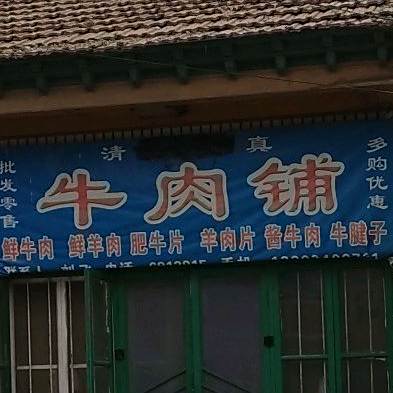 清真
批发零售
牛肉铺
多购优惠
鲜牛肉 鲜羊肉 肥牛片 羊肉片 酱牛肉 牛腱子